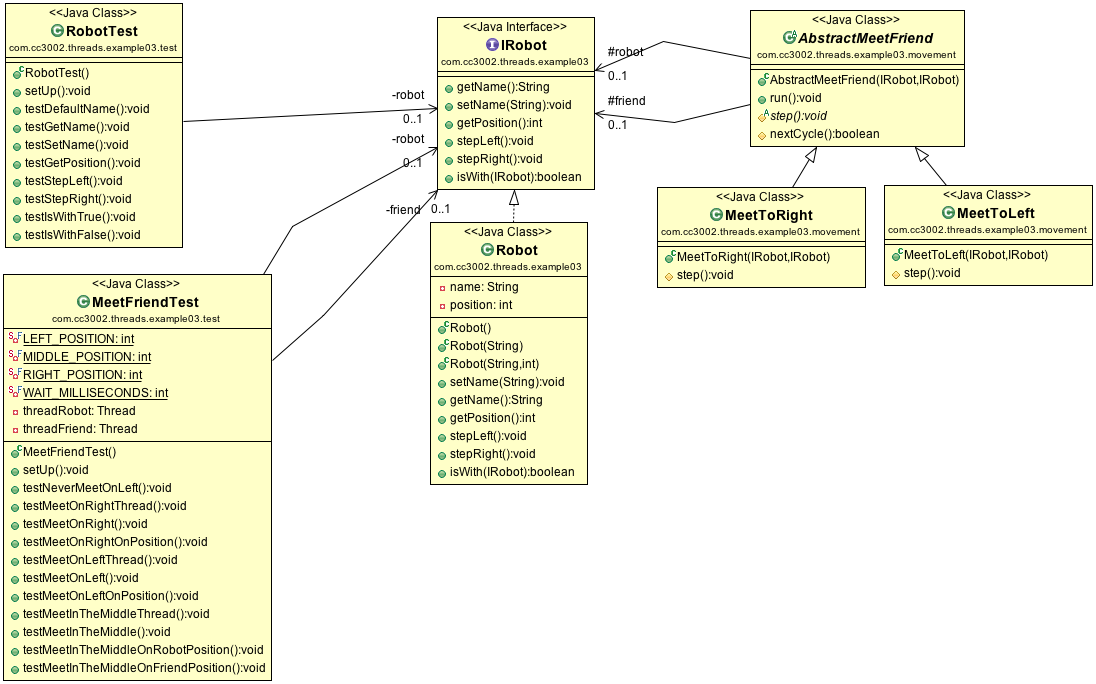 <<Java Class>>
RobotTest
com.cc3002.threads.example03.test
RobotTest()
setUp():void
testDefaultName():void
testGetName():void
testSetName():void
testGetPosition():void
testStepLeft():void
testStepRight():void
testIsWithTrue():void
testIsWithFalse():void
-robot
0..1
-robot
0..1
-friend
0..1
<<Java Interface>>
IRobot
com.cc3002.threads.example03
getName():String
setName(String):void
getPosition():int
stepLeft():void
stepRight():void
isWith(IRobot):boolean
#robot
0..1
#friend
0..1
<<Java Class>>
AbstractMeetFriend
com.cc3002.threads.example03.movement
AbstractMeetFriend(IRobot,IRobot)
run():void
step():void
nextCycle():boolean
<<Java Class>>
MeetToRight
com.cc3002.threads.example03.movement
MeetToRight(IRobot,IRobot)
step():void
<<Java Class>>
MeetToLeft
com.cc3002.threads.example03.movement
MeetToLeft(IRobot,IRobot)
step():void
<<Java Class>>
Robot
com.cc3002.threads.example03
name: String
position: int
Robot()
Robot(String)
Robot(String,int)
setName(String):void
getName():String
getPosition():int
stepLeft():void
stepRight():void
isWith(IRobot):boolean
<<Java Class>>
MeetFriendTest
com.cc3002.threads.example03.test
LEFT_POSITION: int
MIDDLE_POSITION: int
RIGHT_POSITION: int
WAIT_MILLISECONDS: int
threadRobot: Thread
threadFriend: Thread
MeetFriendTest()
setUp():void
testNeverMeetOnLeft():void
testMeetOnRightThread():void
testMeetOnRight():void
testMeetOnRightOnPosition():void
testMeetOnLeftThread():void
testMeetOnLeft():void
testMeetOnLeftOnPosition():void
testMeetInTheMiddleThread():void
testMeetInTheMiddle():void
testMeetInTheMiddleOnRobotPosition():void
testMeetInTheMiddleOnFriendPosition():void